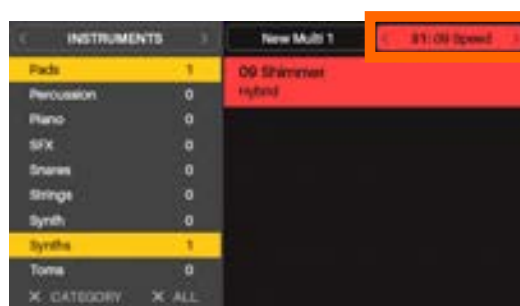 INSTRUMENTS
New Multi 1
01: 09 Speed
Pads 1
Percussion 0
Piano 0
SFX 0
Snares 0
Strings 0
Synth 0
Synths 1
Toms 0
X CATEGORY X ALL
09 Shimmer
Hybrid